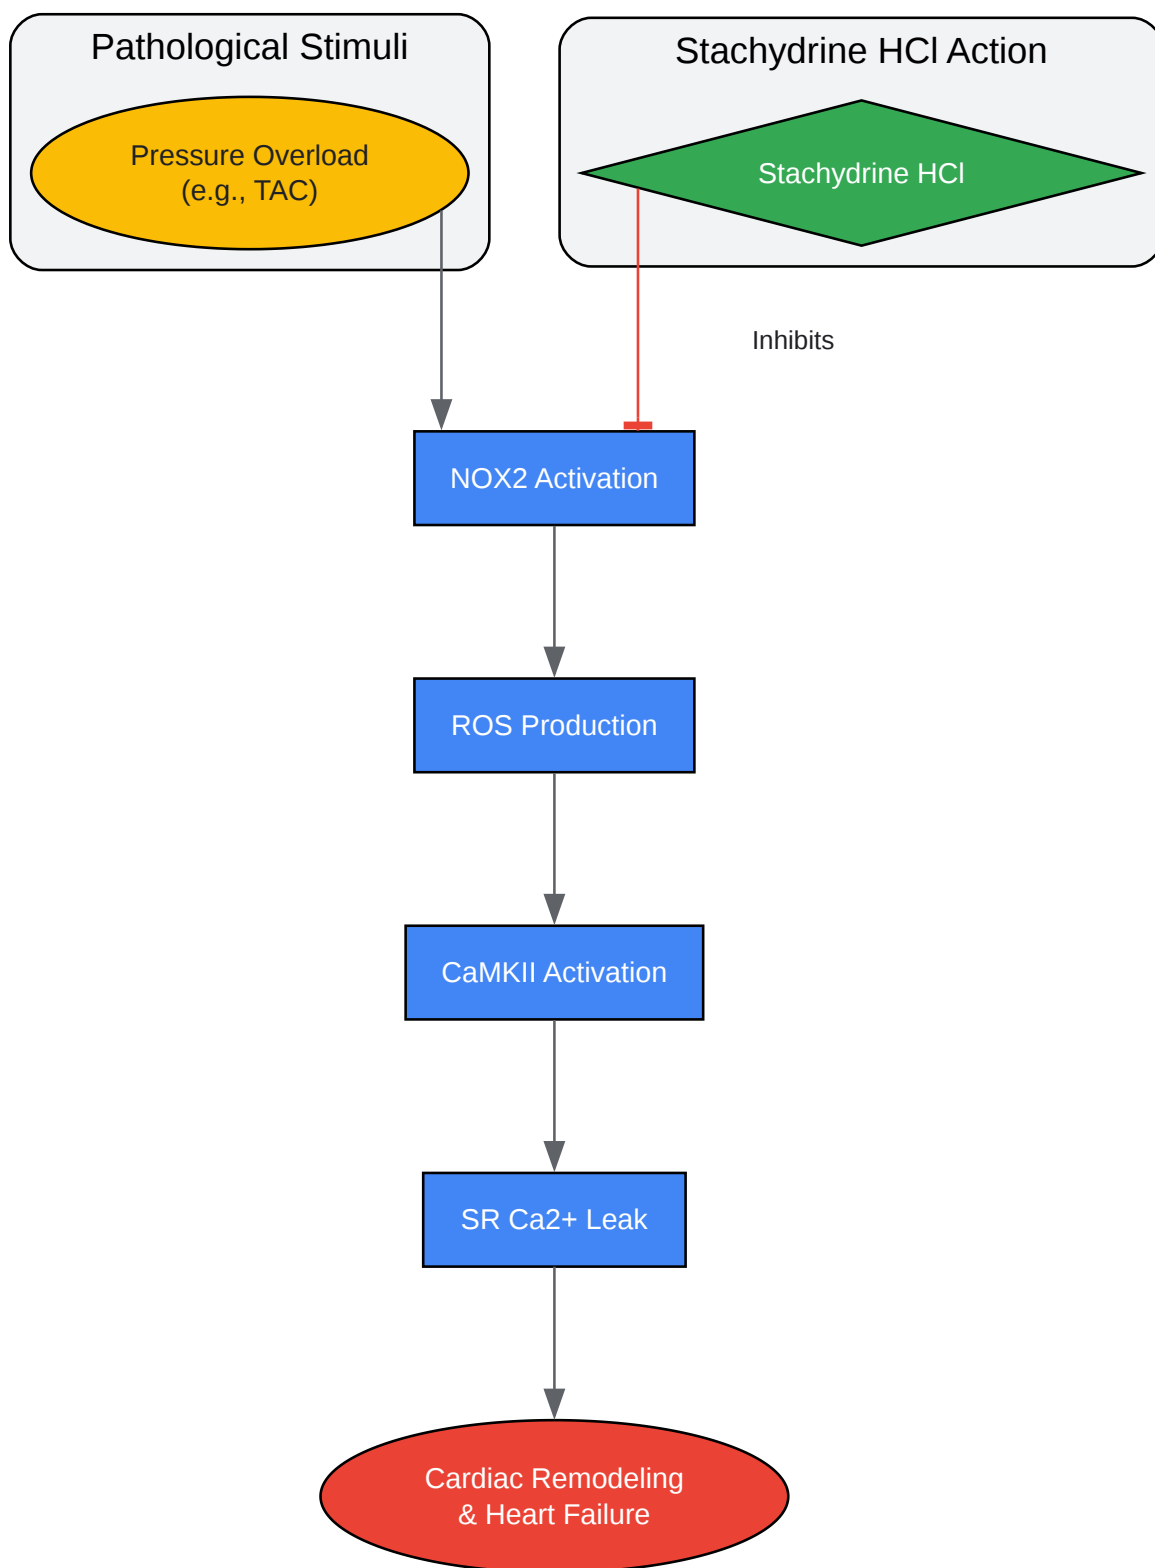 Pathological Stimuli
Pressure Overload
(e.g., TAC)
Stachydrine HCl Action
Stachydrine HCl
Inhibits
NOX2 Activation
ROS Production
CaMKII Activation
SR Ca2+ Leak
Cardiac Remodeling
& Heart Failure